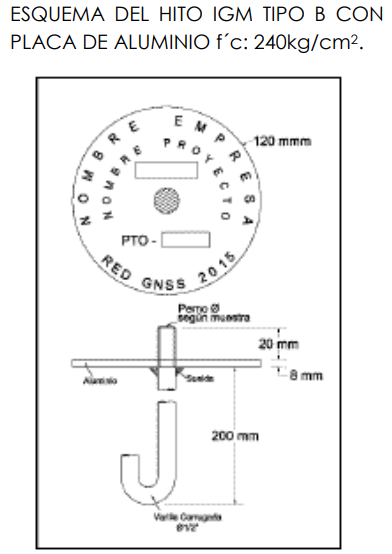 ESQUEMA DEL HITO IGM TIPO B CON
PLACA DE ALUMINIO f´c: 240kg/cm².
NOMBRE EMPRESA
NOMBRE PROYECTO
120 mmm
PTO -
RED GNSS 2015
Perno Ø
según muestra
20 mm
8 mm
Aluminio
Suelda
200 mm
Varilla Corrugada
Ø1/2"